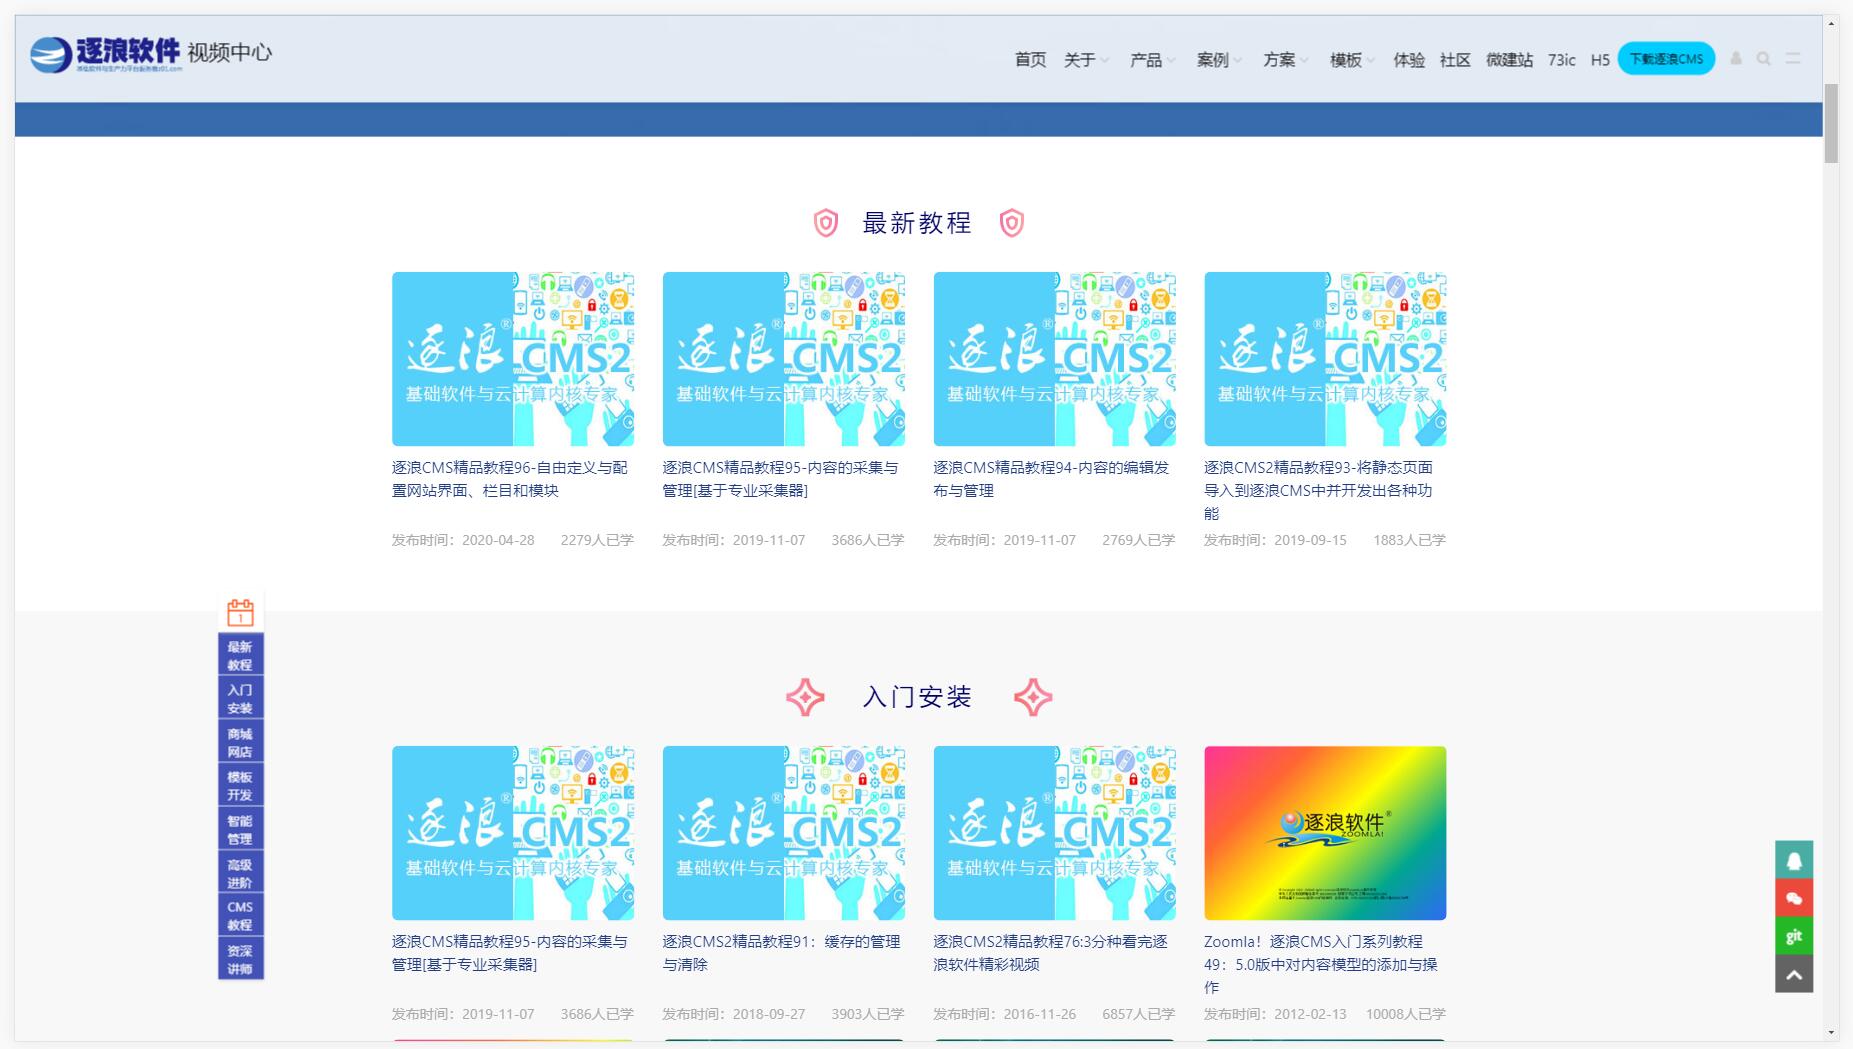 逐浪软件 视频中心
首页 关于 产品 案例 方案 模板 体验 社区 微建站 73ic H5 下载逐浪CMS
最新教程
逐浪® CMS2
基础软件与云计算内核专家
逐浪® CMS2
基础软件与云计算内核专家
逐浪® CMS2
基础软件与云计算内核专家
逐浪® CMS2
基础软件与云计算内核专家
逐浪CMS精品教程96-自由定义与配
置网站界面、栏目和模块
发布时间：2020-04-28 2279人已学
逐浪CMS精品教程95-内容的采集与
管理[基于专业采集器]
发布时间：2019-11-07 3686人已学
逐浪CMS精品教程94-内容的编辑发
布与管理
发布时间：2019-11-07 2769人已学
逐浪CMS2精品教程93-将静态页面
导入到逐浪CMS中并开发出各种功
能
发布时间：2019-09-15 1883人已学
1
最新
教程
入门
安装
商城
网店
模板
开发
智能
管理
高级
进阶
CMS
教程
资深
讲师
入门安装
逐浪® CMS2
基础软件与云计算内核专家
逐浪® CMS2
基础软件与云计算内核专家
逐浪® CMS2
基础软件与云计算内核专家
逐浪软件®
ZOOMLA!
逐浪CMS精品教程95-内容的采集与
管理[基于专业采集器]
发布时间：2019-11-07 3686人已学
逐浪CMS2精品教程91：缓存的管理
与清除
发布时间：2018-09-27 3903人已学
逐浪CMS2精品教程76:3分种看完逐
浪软件精彩视频
发布时间：2016-11-26 6857人已学
Zoomla！逐浪CMS入门系列教程
49：5.0版中对内容模型的添加与操
作
发布时间：2012-02-13 10008人已学
git